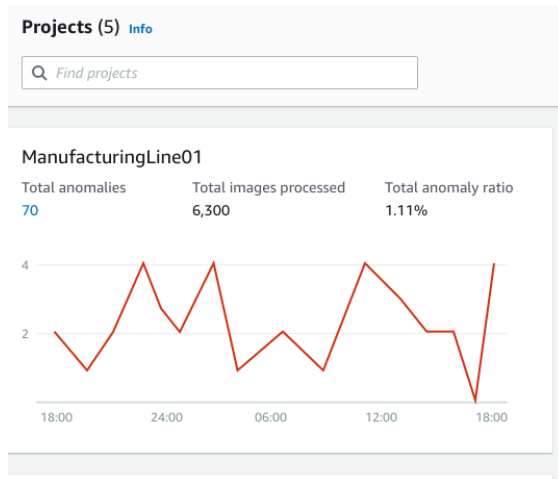 Projects (5) Info
Find projects
ManufacturingLine01
Total anomalies Total images processed Total anomaly ratio
70 6,300 1.11%
4
2
18:00 24:00 06:00 12:00 18:00